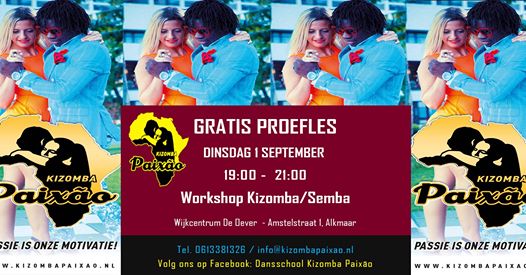 KIZOMBA
Paixão
PASSIE IS ONZE MOTIVATIE!
WWW.KIZOMBAPAIXAO.NL
KIZOMBA
Paixão
GRATIS PROEFLES
DINSDAG 1 SEPTEMBER
19:00 - 21:00
Workshop Kizomba/Semba
Wijkcentrum De Oever - Amstelstraat 1, Alkmaar
Tel. 0613381326 / info@kizombapaixao.nl
Volg ons op Facebook: Dansschool Kizomba Paixão
KIZOMBA
Paixão
PASSIE IS ONZE MOTIVATIE!
WWW.KIZOMBAPAIXAO.NL